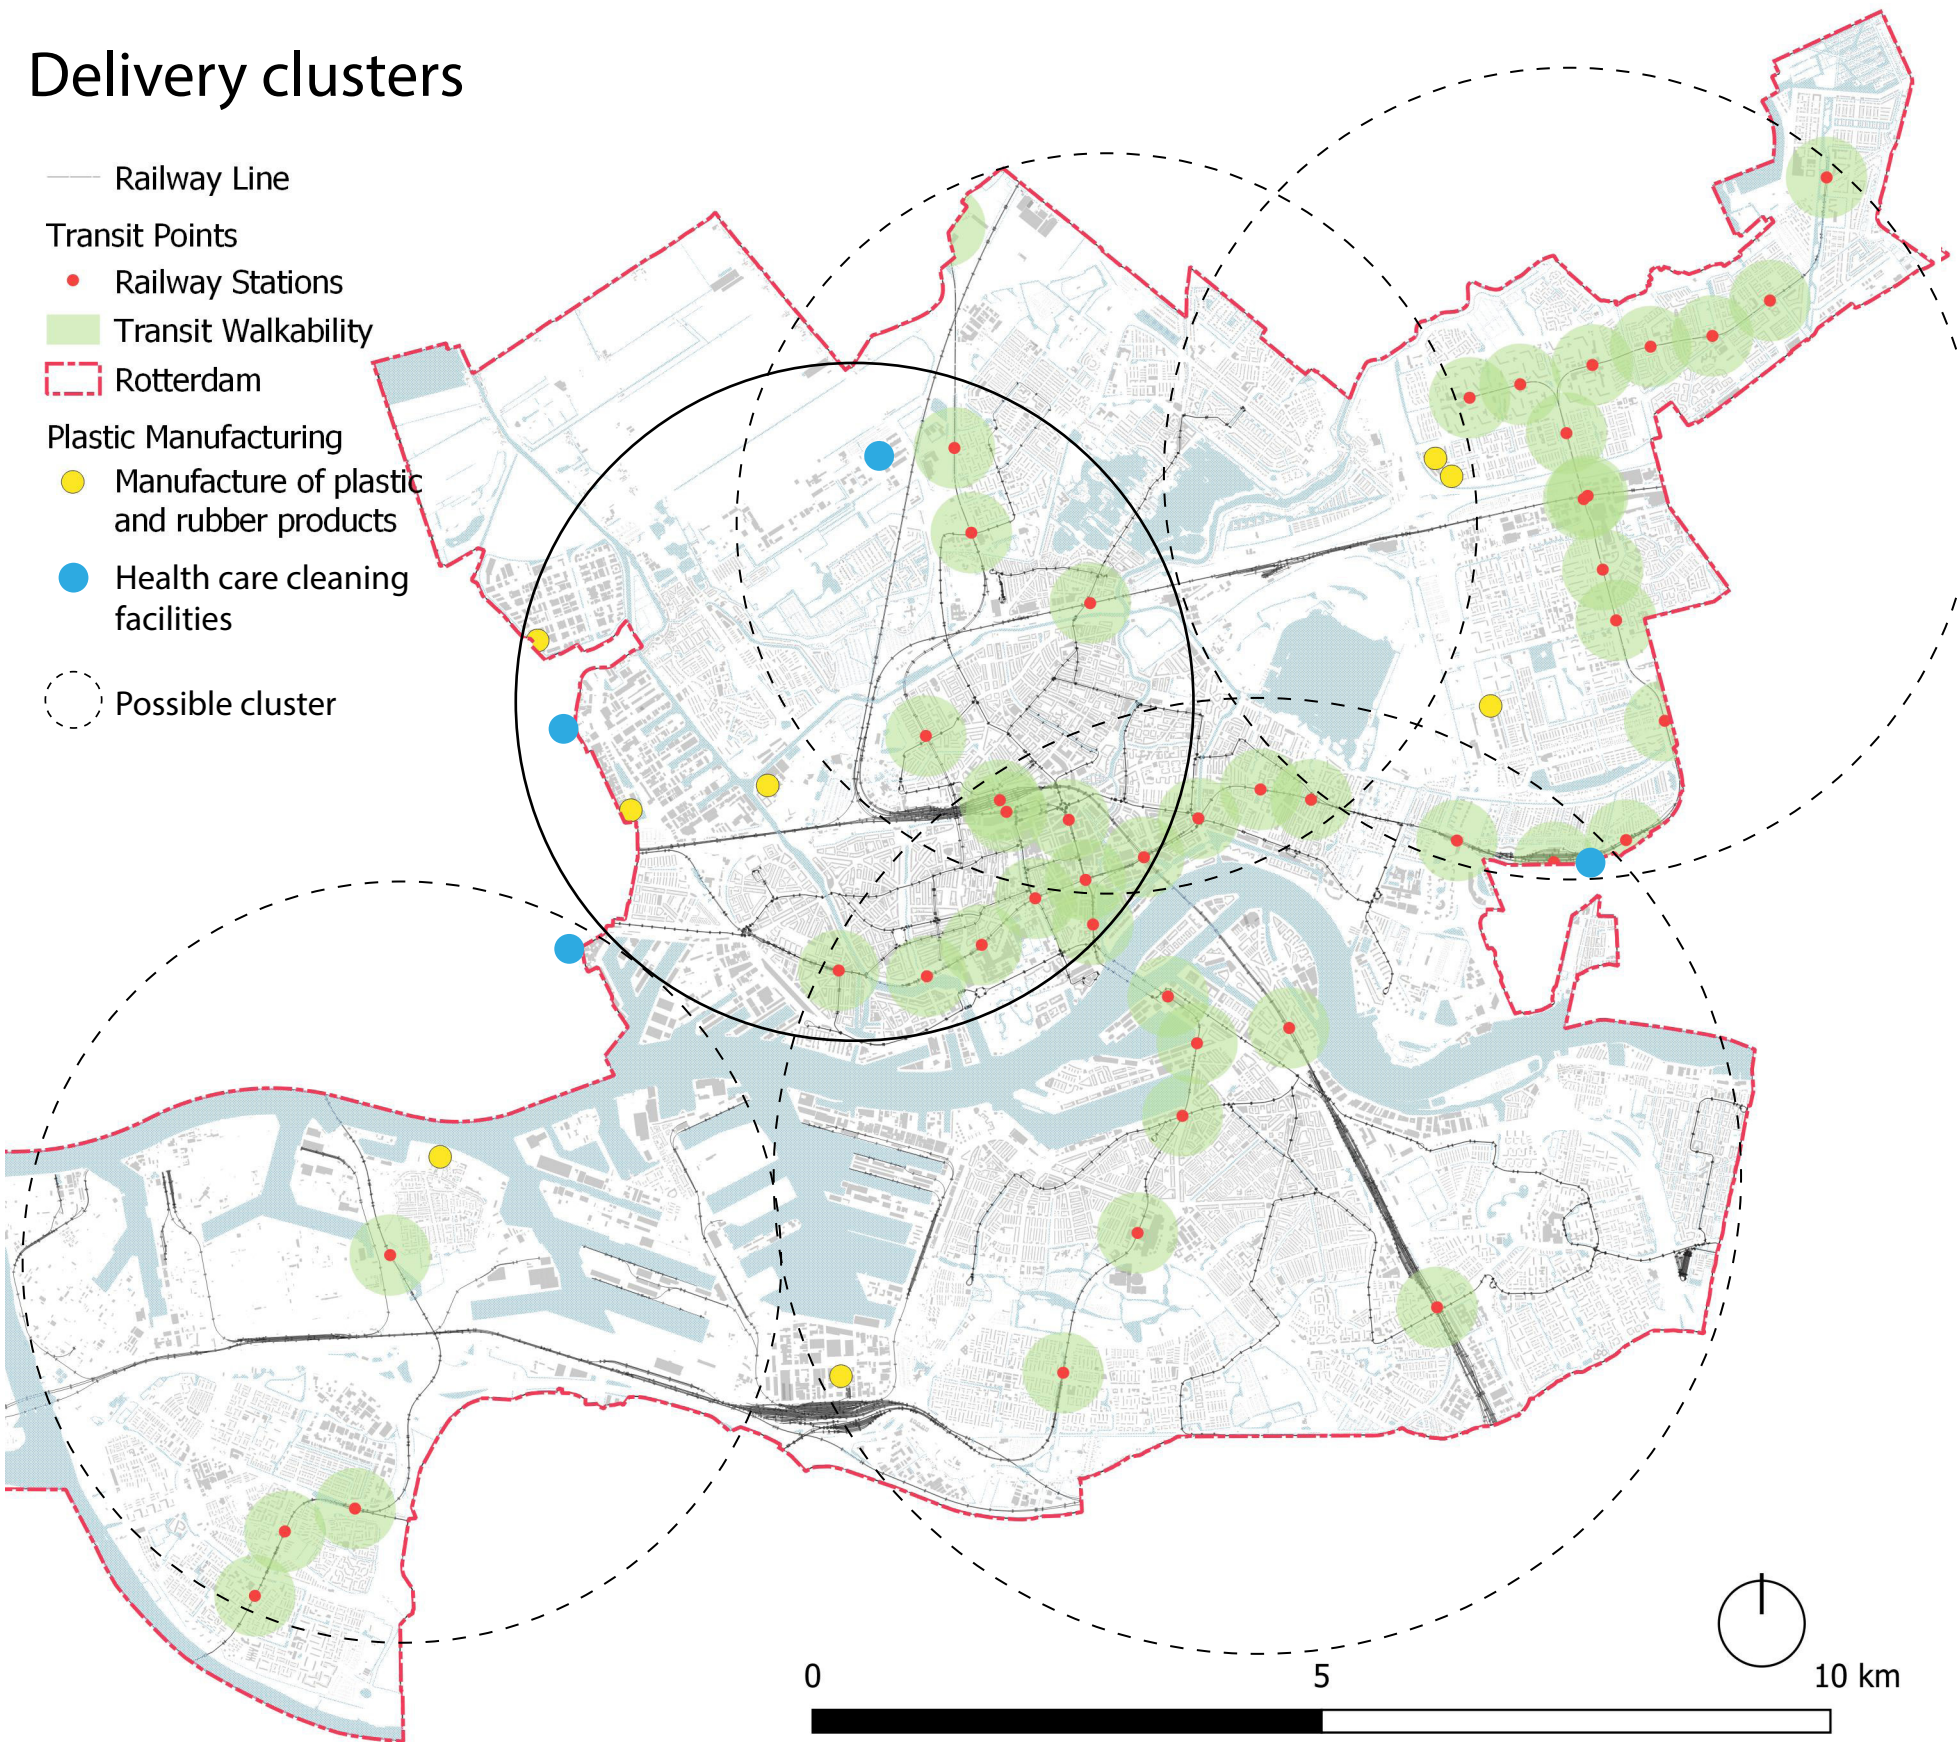 Delivery clusters
Railway Line
Transit Points
Railway Stations
Transit Walkability
Rotterdam
Plastic Manufacturing
Manufacture of plastic
and rubber products
Health care cleaning
facilities
Possible cluster
0 5 10 km